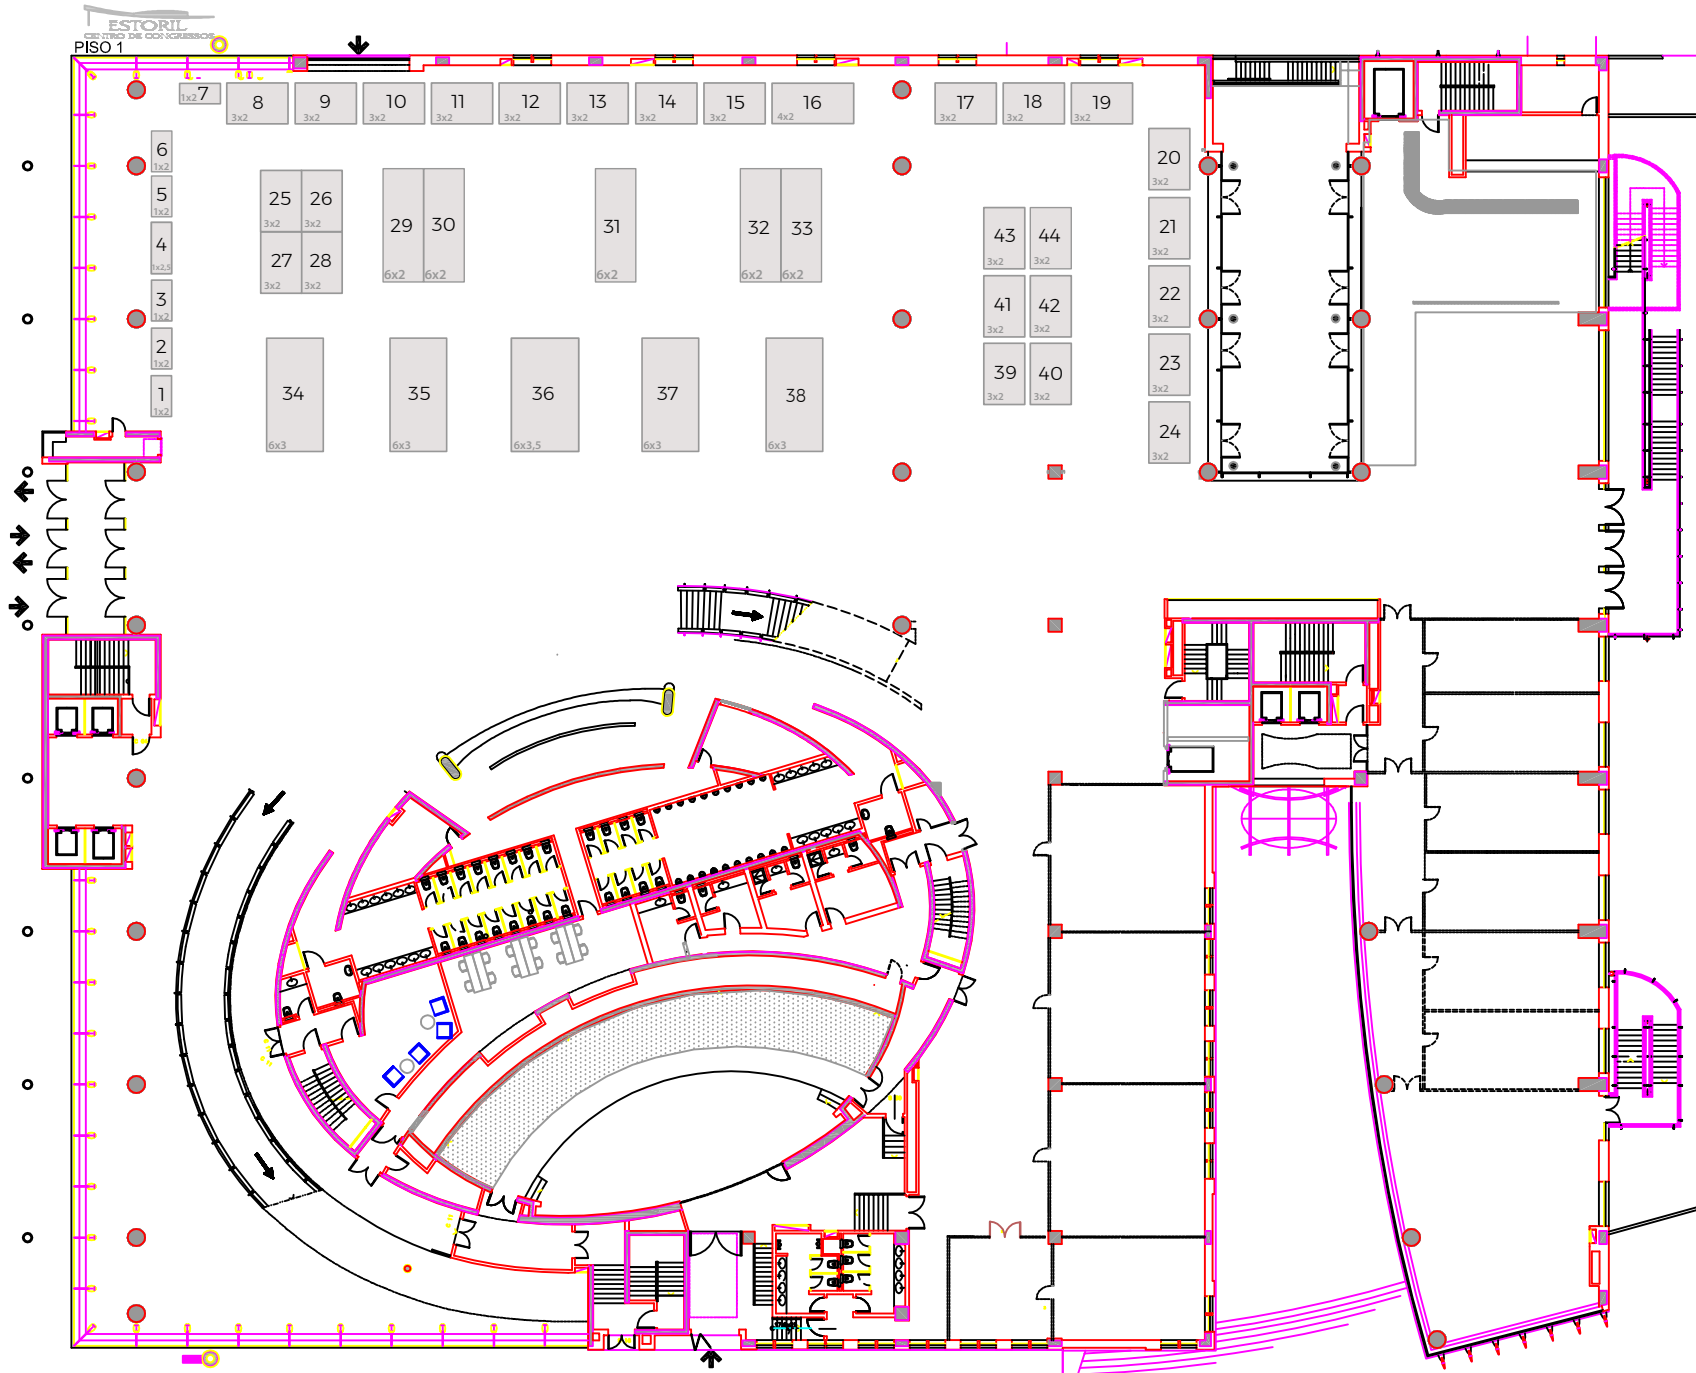 ESTORIL
CENTRO DE CONGRESSOS
PISO 1
7
1x2
8
3x2
9
3x2
10
3x2
11
3x2
12
3x2
13
3x2
14
3x2
15
3x2
16
4x2
17
3x2
18
3x2
19
3x2
6
1x2
5
1x2
4
1x2,5
3
1x2
2
1x2
1
1x2
25
3x2
26
3x2
27
3x2
28
3x2
29
6x2
30
6x2
31
6x2
32
6x2
33
6x2
20
3x2
21
3x2
22
3x2
23
3x2
24
3x2
43
3x2
44
3x2
41
3x2
42
3x2
39
3x2
40
3x2
34
6x3
35
6x3
36
6x3,5
37
6x3
38
6x3